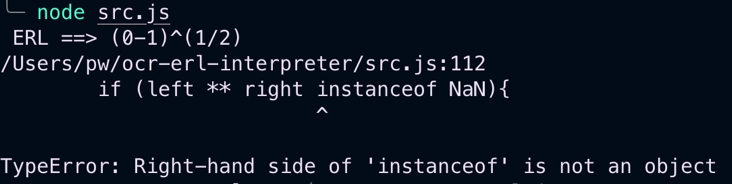 ╰─ node src.js
 ERL ==> (0-1)^(1/2)
/Users/pw/ocr-erl-interpreter/src.js:112
        if (left ** right instanceof NaN){
                          ^
TypeError: Right-hand side of 'instanceof' is not an object